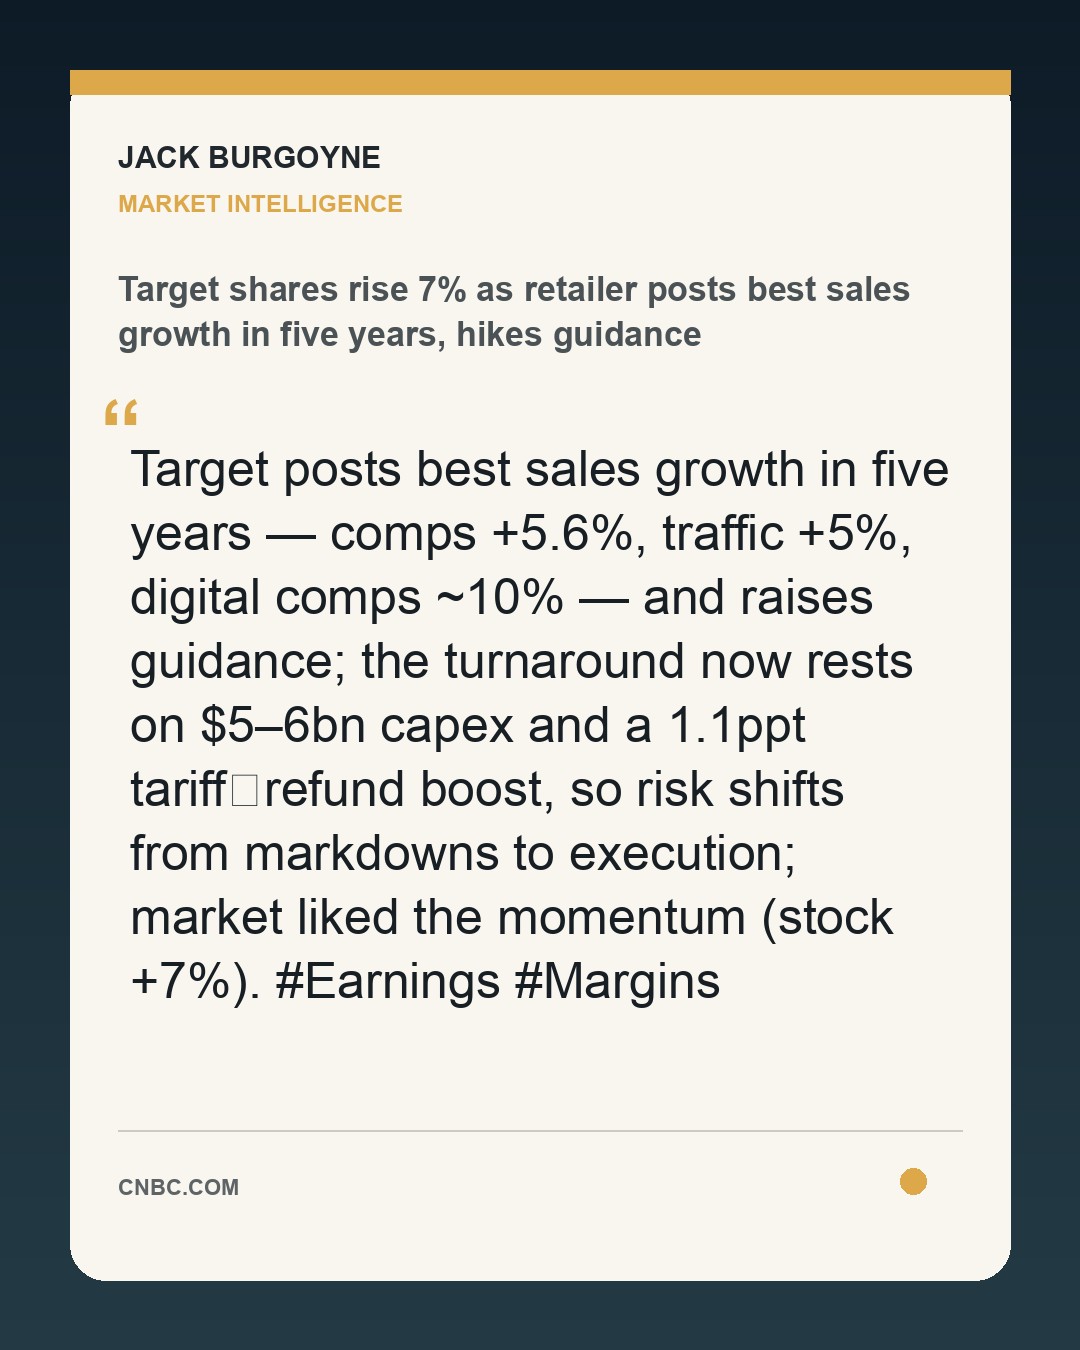 JACK BURGOYNE
MARKET INTELLIGENCE
Target shares rise 7% as retailer posts best sales
growth in five years, hikes guidance
“
Target posts best sales growth in five
years — comps +5.6%, traffic +5%,
digital comps ~10% — and raises
guidance; the turnaround now rests
on $5–6bn capex and a 1.1ppt
tariff□refund boost, so risk shifts
from markdowns to execution;
market liked the momentum (stock
+7%). #Earnings #Margins
CNBC.COM